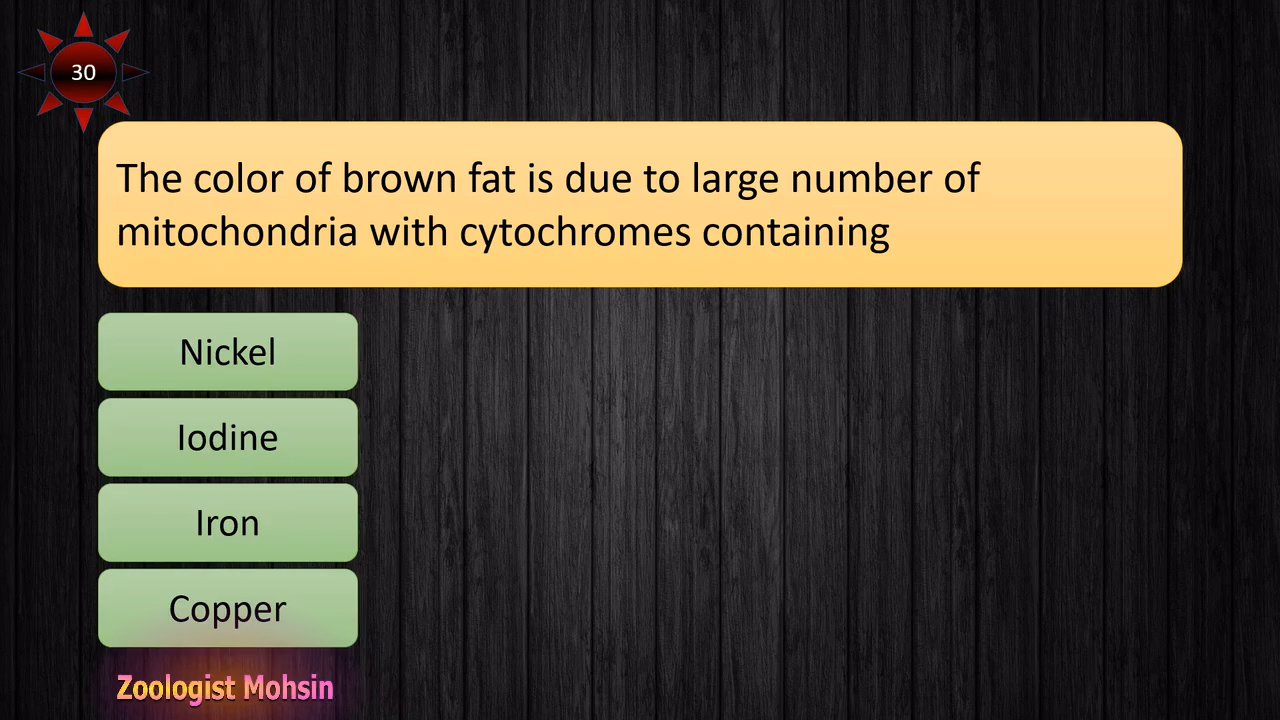 30
The color of brown fat is due to large number of
mitochondria with cytochromes containing
Nickel
Iodine
Iron
Copper
Zoologist Mohsin